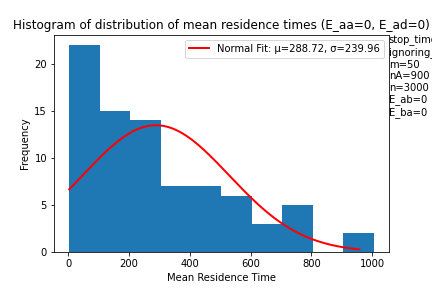 Histogram of distribution of mean residence times (E_aa=0, E_ad=0)
Normal Fit: μ=288.72, σ=239.96
stop_time
ignoring_
m=50
nA=900
n=3000
E_ab=0
E_ba=0
Frequency
20
15
10
5
0
0 200 400 600 800 1000
Mean Residence Time